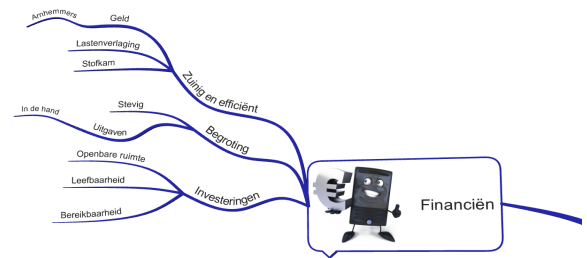 Arnhemmers
Geld
Lastenverlaging
Stofkam
Zuinig en efficiënt
Stevig
In de hand
Uitgaven
Begroting
Openbare ruimte
Leefbaarheid
Bereikbaarheid
Investeringen
Financiën